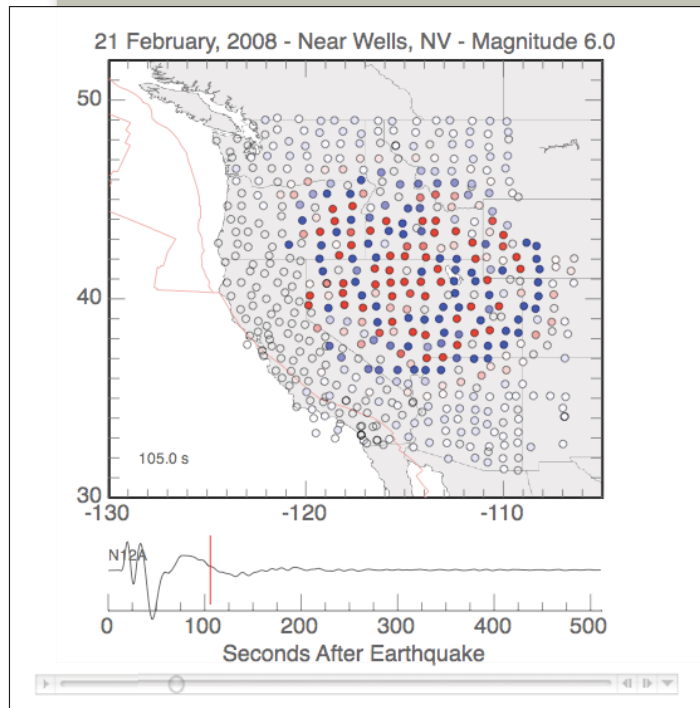 21 February, 2008 - Near Wells, NV - Magnitude 6.0
50
40
105.0 s
30
-130 -120 -110
N12A
0 100 200 300 400 500
Seconds After Earthquake